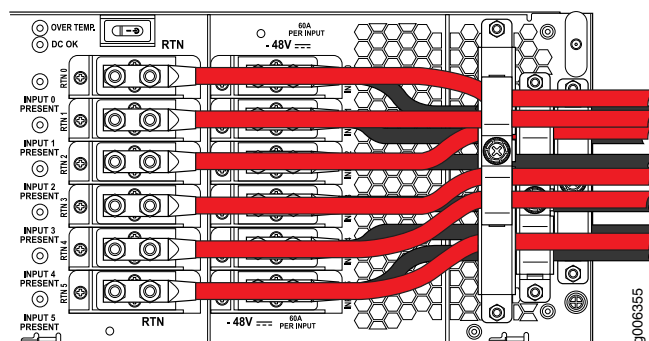 OVER TEMP.
DC OK
RTN
60A
PER INPUT
- 48V
RTN 0
INPUT 0
PRESENT
RTN 1
INPUT 1
PRESENT
RTN 2
INPUT 2
PRESENT
RTN 3
INPUT 3
PRESENT
RTN 4
INPUT 4
PRESENT
RTN 5
INPUT 5
PRESENT
RTN
- 48V
60A
PER INPUT
g006355